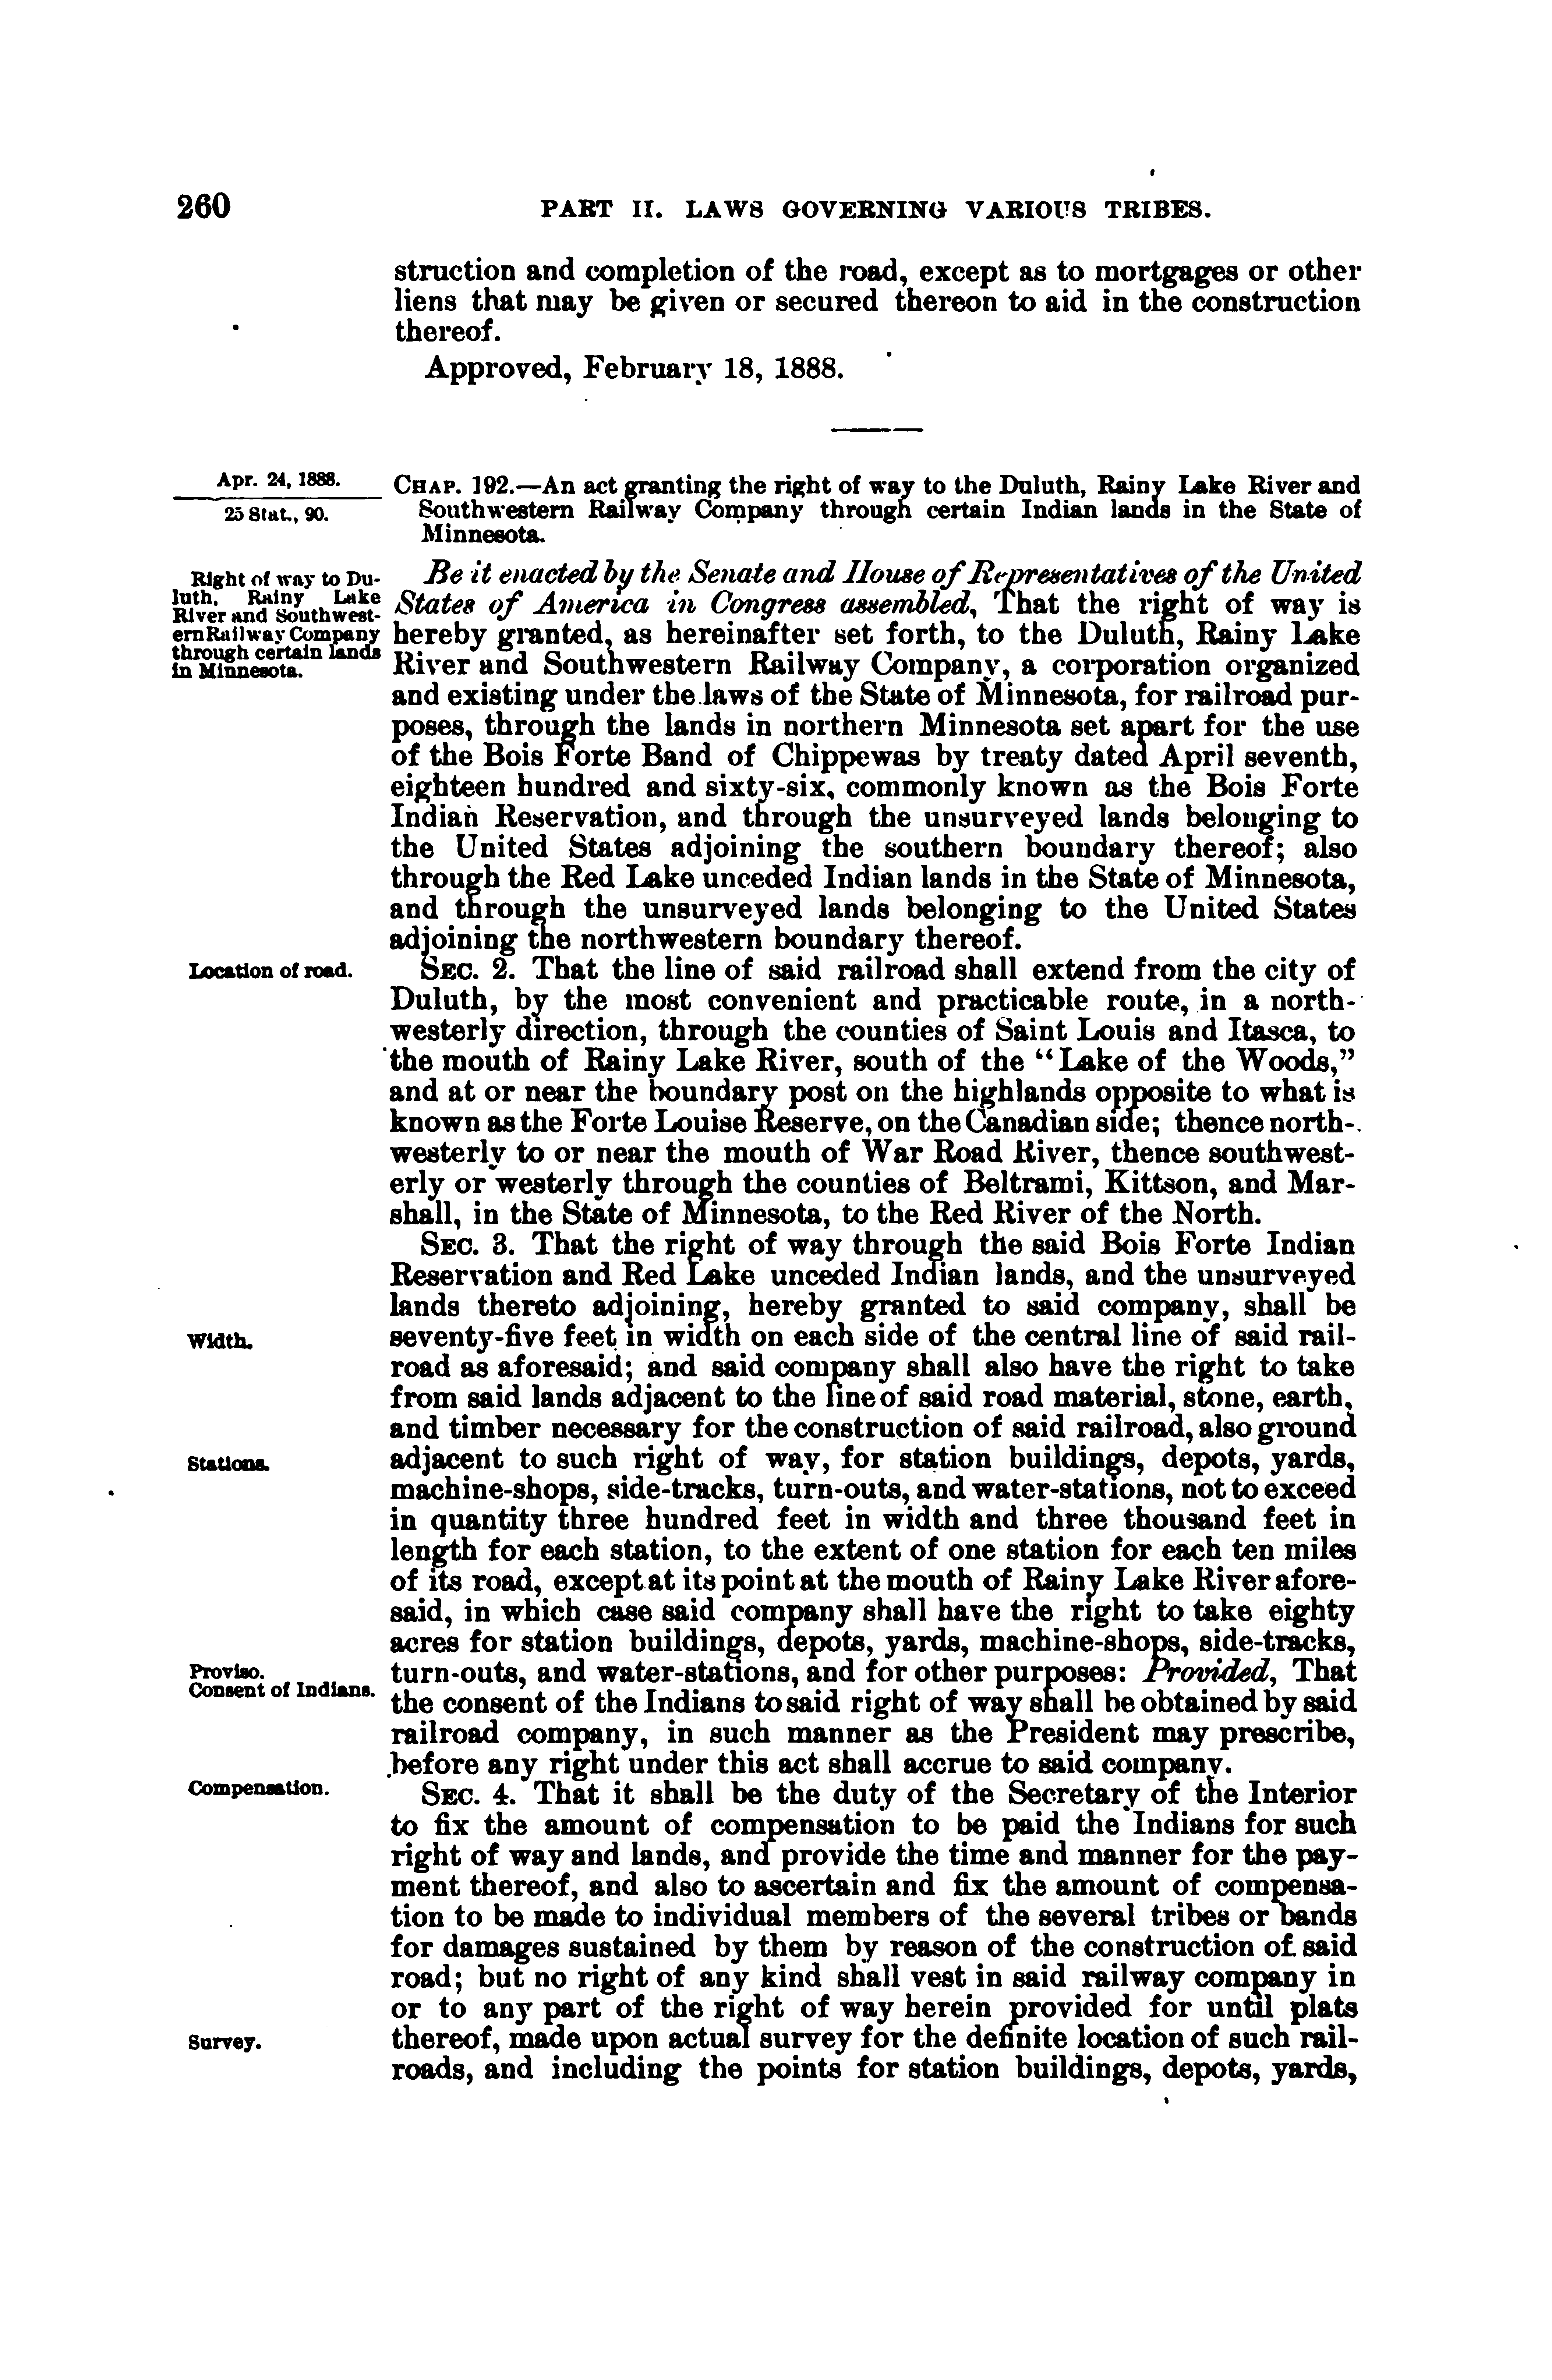 260
PART II. LAWS GOVERNING VARIOUS TRIBES.
struction and completion of the road, except as to mortgages or other
liens that may be given or secured thereon to aid in the construction
thereof.
Approved, February 18, 1888.
Apr. 24, 1888.
25 Stat., 90.
CHAP. 192.—An act granting the right of way to the Duluth, Rainy Lake River and
Southwestern Railway Company through certain Indian lands in the State of
Minnesota.
Right of way to Du-
luth, Rainy Lake
River and Southwest-
ern Railway Company
through certain lands
in Minnesota.
Be it enacted by the Senate and House of Representatives of the United
States of America in Congress assembled, That the right of way is
hereby granted, as hereinafter set forth, to the Duluth, Rainy Lake
River and Southwestern Railway Company, a corporation organized
and existing under the laws of the State of Minnesota, for railroad pur-
poses, through the lands in northern Minnesota set apart for the use
of the Bois Forte Band of Chippewas by treaty dated April seventh,
eighteen hundred and sixty-six, commonly known as the Bois Forte
Indian Reservation, and through the unsurveyed lands belonging to
the United States adjoining the southern boundary thereof; also
through the Red Lake unceded Indian lands in the State of Minnesota,
and through the unsurveyed lands belonging to the United States
adjoining the northwestern boundary thereof.
Location of road.
SEC. 2. That the line of said railroad shall extend from the city of
Duluth, by the most convenient and practicable route, in a north-
westerly direction, through the counties of Saint Louis and Itasca, to
the mouth of Rainy Lake River, south of the "Lake of the Woods,"
and at or near the boundary post on the highlands opposite to what is
known as the Forte Louise Reserve, on the Canadian side; thence north-
westerly to or near the mouth of War Road River, thence southwest-
erly or westerly through the counties of Beltrami, Kittson, and Mar-
shall, in the State of Minnesota, to the Red River of the North.
SEC. 3. That the right of way through the said Bois Forte Indian
Reservation and Red Lake unceded Indian lands, and the unsurveyed
lands thereto adjoining, hereby granted to said company, shall be
Width.
seventy-five feet in width on each side of the central line of said rail-
road as aforesaid; and said company shall also have the right to take
from said lands adjacent to the line of said road material, stone, earth,
and timber necessary for the construction of said railroad, also ground
Stations.
adjacent to such right of way, for station buildings, depots, yards,
machine-shops, side-tracks, turn-outs, and water-stations, not to exceed
in quantity three hundred feet in width and three thousand feet in
length for each station, to the extent of one station for each ten miles
of its road, except at its point at the mouth of Rainy Lake River afore-
said, in which case said company shall have the right to take eighty
acres for station buildings, depots, yards, machine-shops, side-tracks,
Proviso.
Consent of Indians.
turn-outs, and water-stations, and for other purposes: Provided, That
the consent of the Indians to said right of way shall be obtained by said
railroad company, in such manner as the President may prescribe,
before any right under this act shall accrue to said company.
Compensation.
SEC. 4. That it shall be the duty of the Secretary of the Interior
to fix the amount of compensation to be paid the Indians for such
right of way and lands, and provide the time and manner for the pay-
ment thereof, and also to ascertain and fix the amount of compensa-
tion to be made to individual members of the several tribes or bands
for damages sustained by them by reason of the construction of said
road; but no right of any kind shall vest in said railway company in
or to any part of the right of way herein provided for until plats
Survey.
thereof, made upon actual survey for the definite location of such rail-
roads, and including the points for station buildings, depots, yards,